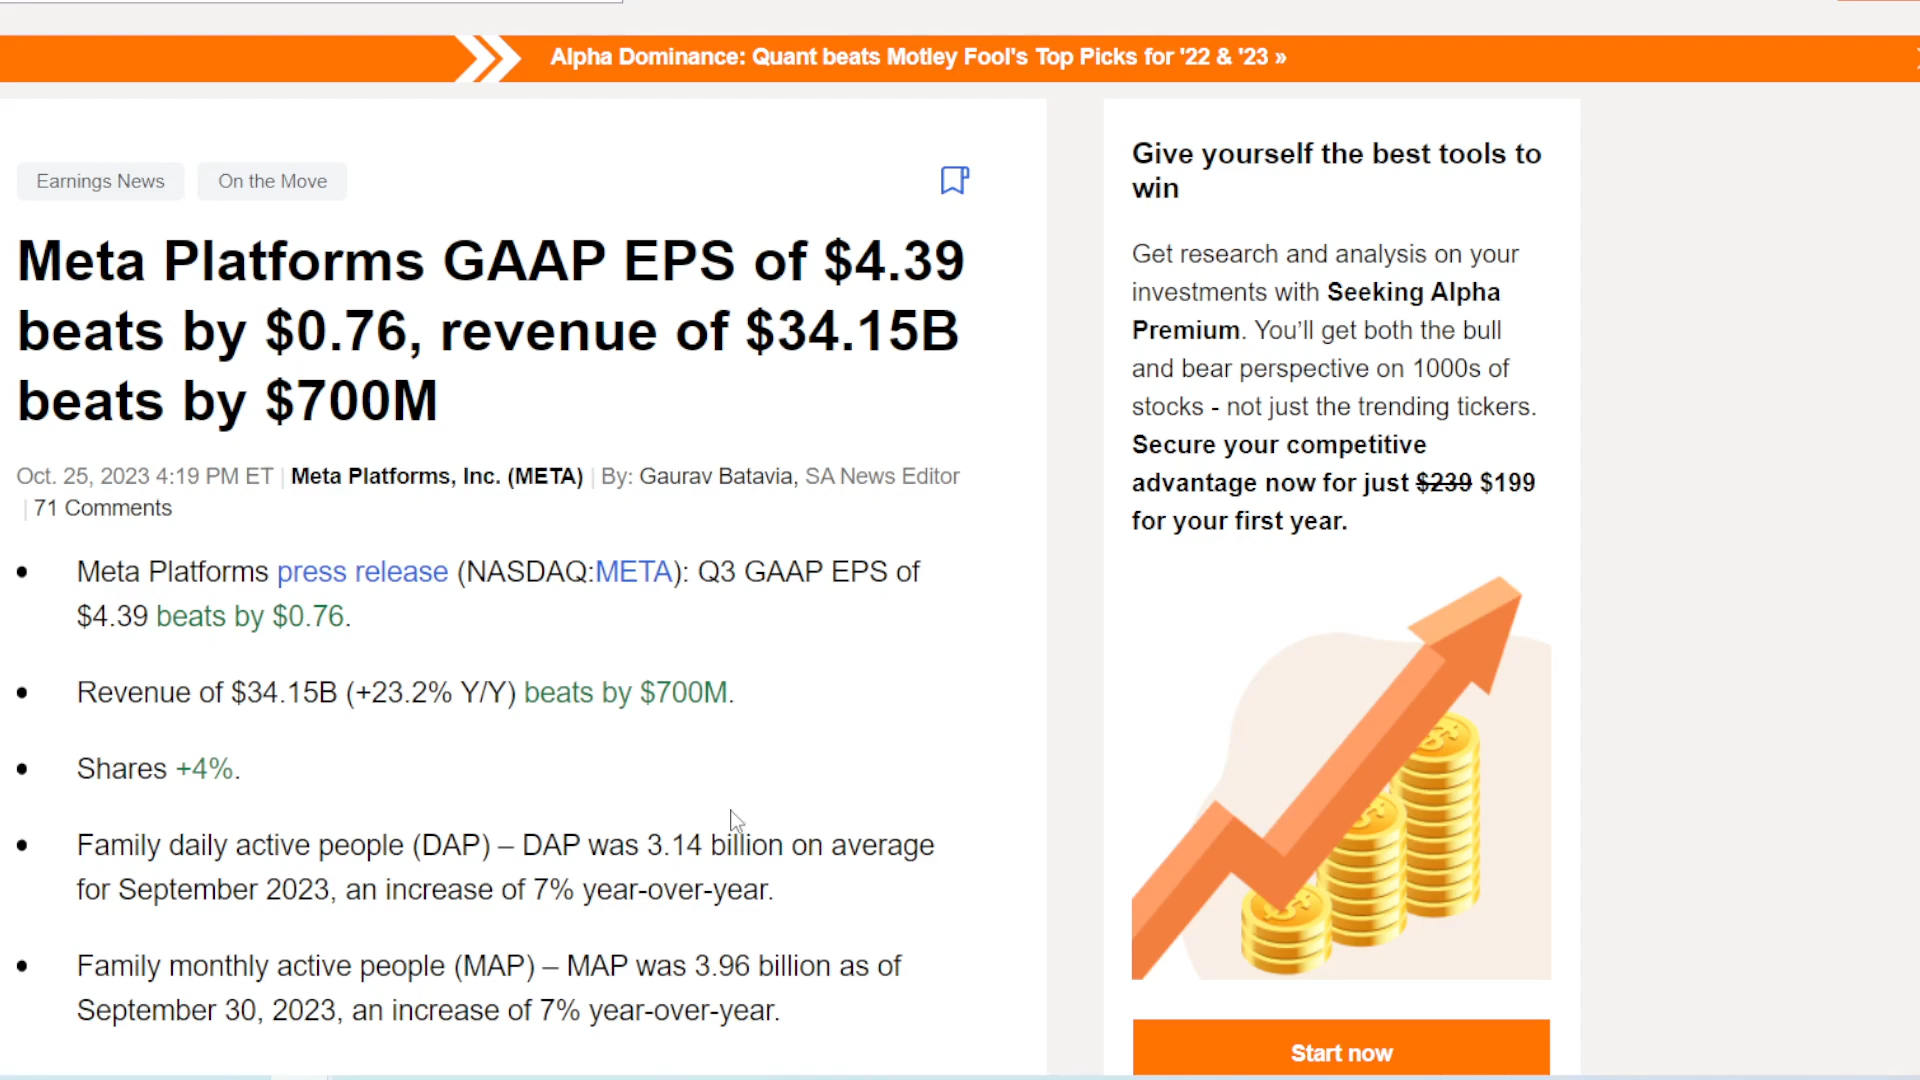 Alpha Dominance: Quant beats Motley Fool's Top Picks for '22 & '23 »
Earnings News
On the Move
Meta Platforms GAAP EPS of $4.39
beats by $0.76, revenue of $34.15B
beats by $700M
Oct. 25, 2023 4:19 PM ET | Meta Platforms, Inc. (META) | By: Gaurav Batavia, SA News Editor
| 71 Comments
• Meta Platforms press release (NASDAQ:META): Q3 GAAP EPS of
$4.39 beats by $0.76.
• Revenue of $34.15B (+23.2% Y/Y) beats by $700M.
• Shares +4%.
• Family daily active people (DAP) – DAP was 3.14 billion on average
for September 2023, an increase of 7% year-over-year.
• Family monthly active people (MAP) – MAP was 3.96 billion as of
September 30, 2023, an increase of 7% year-over-year.
Give yourself the best tools to
win
Get research and analysis on your
investments with Seeking Alpha
Premium. You'll get both the bull
and bear perspective on 1000s of
stocks - not just the trending tickers.
Secure your competitive
advantage now for just $239 $199
for your first year.
Start now